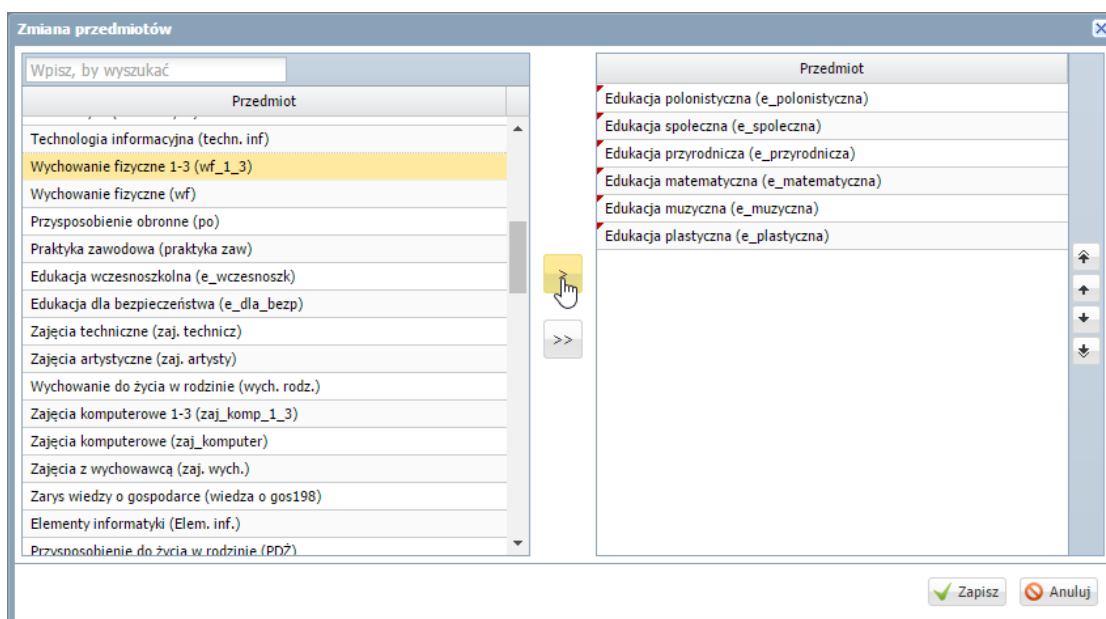 Zmiana przedmiotów
Wpisz, by wyszukać
Przedmiot
Technologia informacyjna (techn. inf)
Wychowanie fizyczne 1-3 (wf_1_3)
Wychowanie fizyczne (wf)
Przysposobienie obronne (po)
Praktyka zawodowa (praktyka zaw)
Edukacja wczesnoszkolna (e_wczesnoszk)
Edukacja dla bezpieczeństwa (e_dla_bezp)
Zajęcia techniczne (zaj. technicz)
Zajęcia artystyczne (zaj. artysty)
Wychowanie do życia w rodzinie (wych. rodz.)
Zajęcia komputerowe 1-3 (zaj_komp_1_3)
Zajęcia komputerowe (zaj_komputer)
Zajęcia z wychowawcą (zaj. wych.)
Zarys wiedzy o gospodarce (wiedza o gos198)
Elementy informatyki (Elem. inf.)
Przysposobienie do życia w rodzinie (PDŻ)
>
>>
Przedmiot
Edukacja polonistyczna (e_polonistyczna)
Edukacja społeczna (e_spoleczna)
Edukacja przyrodnicza (e_przyrodnicza)
Edukacja matematyczna (e_matematyczna)
Edukacja muzyczna (e_muzyczna)
Edukacja plastyczna (e_plastyczna)
Zapisz
Anuluj